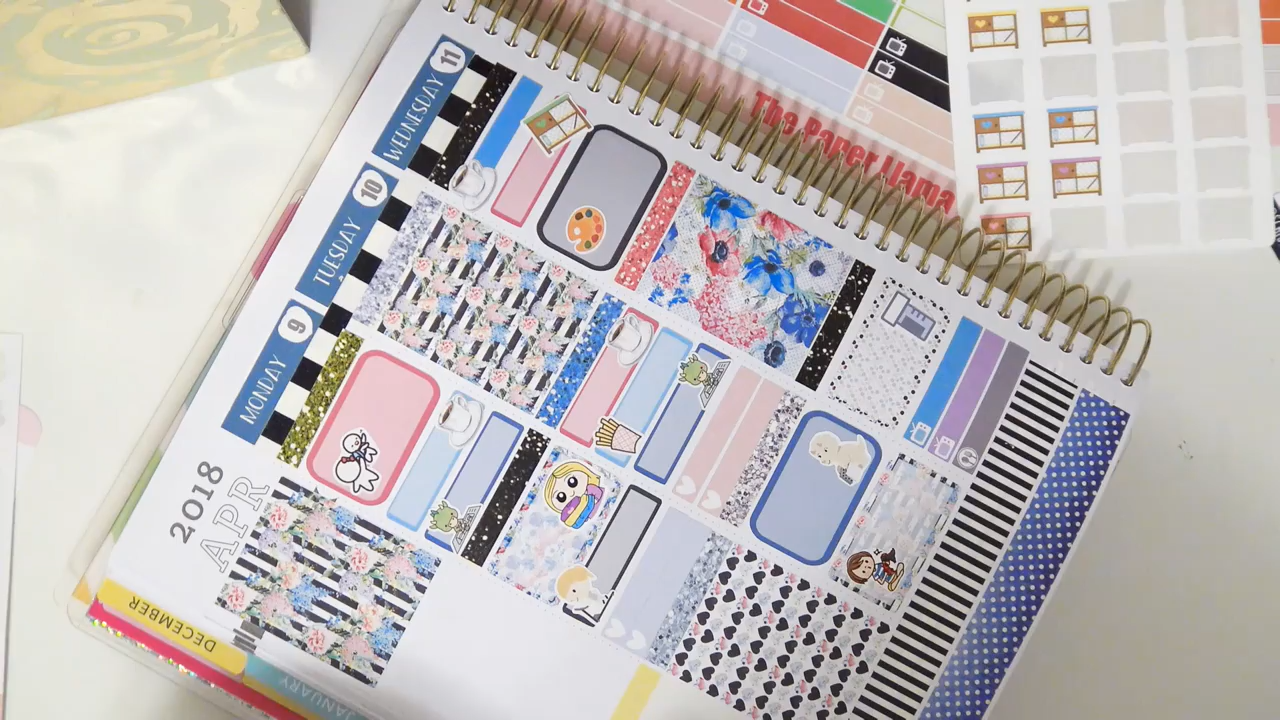 The Paper Llama
WEDNESDAY 11
TUESDAY 10
MONDAY 9
2018
APR
DECEMBER
JANUARY